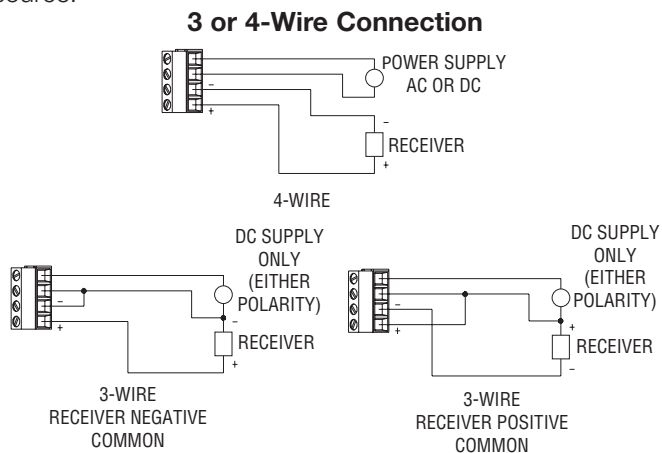 source.
3 or 4-Wire Connection
POWER SUPPLY
AC OR DC
–
+
–
RECEIVER
+
4-WIRE
DC SUPPLY
ONLY
(EITHER
POLARITY)
–
+
–
RECEIVER
+
3-WIRE
RECEIVER NEGATIVE
COMMON
DC SUPPLY
ONLY
(EITHER
POLARITY)
–
+
+
RECEIVER
–
3-WIRE
RECEIVER POSITIVE
COMMON